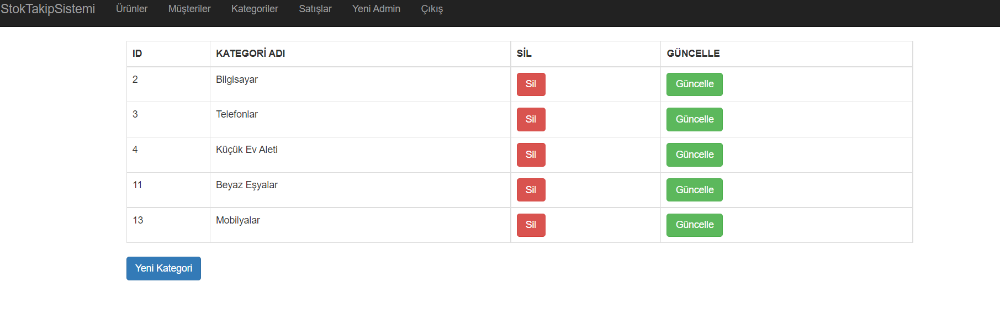 StokTakipSistemi Ürünler Müşteriler Kategoriler Satışlar Yeni Admin Çıkış
ID KATEGORİ ADI SİL GÜNCELLE
2 Bilgisayar Sil Güncelle
3 Telefonlar Sil Güncelle
4 Küçük Ev Aleti Sil Güncelle
11 Beyaz Eşyalar Sil Güncelle
13 Mobilyalar Sil Güncelle
Yeni Kategori